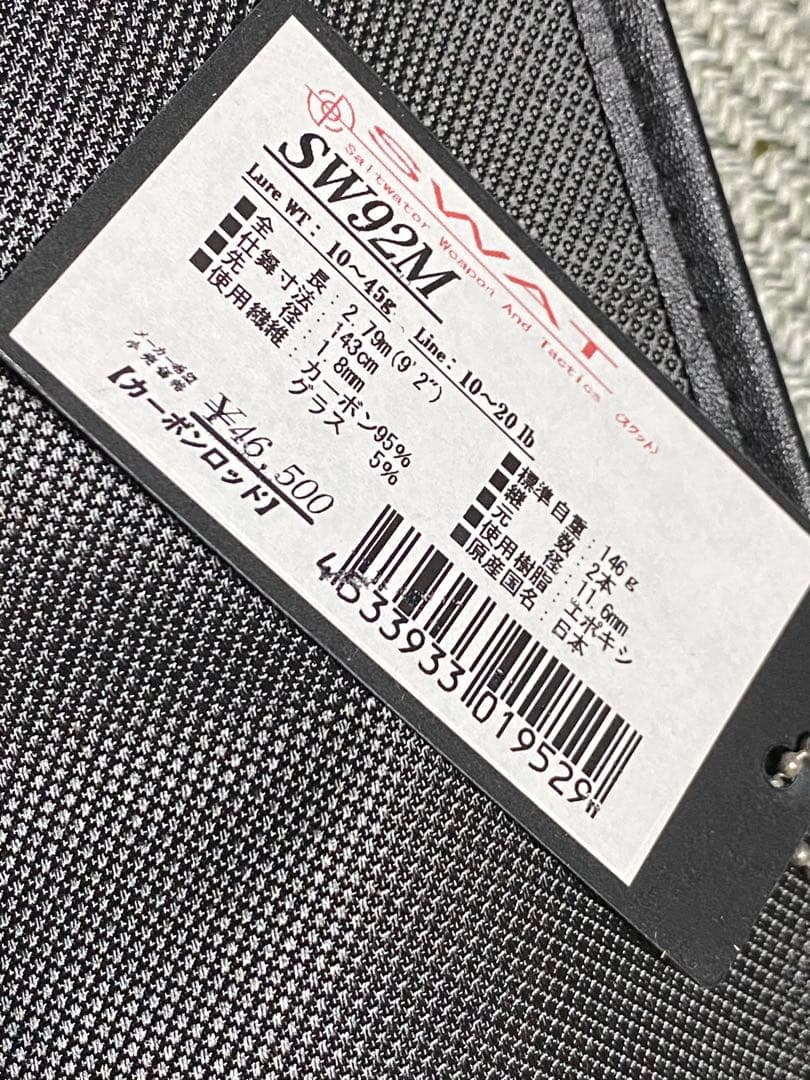 SWAT
Saltwater Weapon And Tactics (スワット)
SW92M
Lure WT: 10～45g、Line: 10～20 lb
■全長: 2.79m(9'2")
■仕舞寸法: 143cm
■先径: 1.8mm
■使用繊維: カーボン95%
グラス 5%
■標準自重: 146g
■継数: 2本
■元径: 11.6mm
■使用樹脂: エポキシ
■原産国名: 日本
メーカー希望
小売価格 ¥46,500
【カーボンロッド】
4533933019529